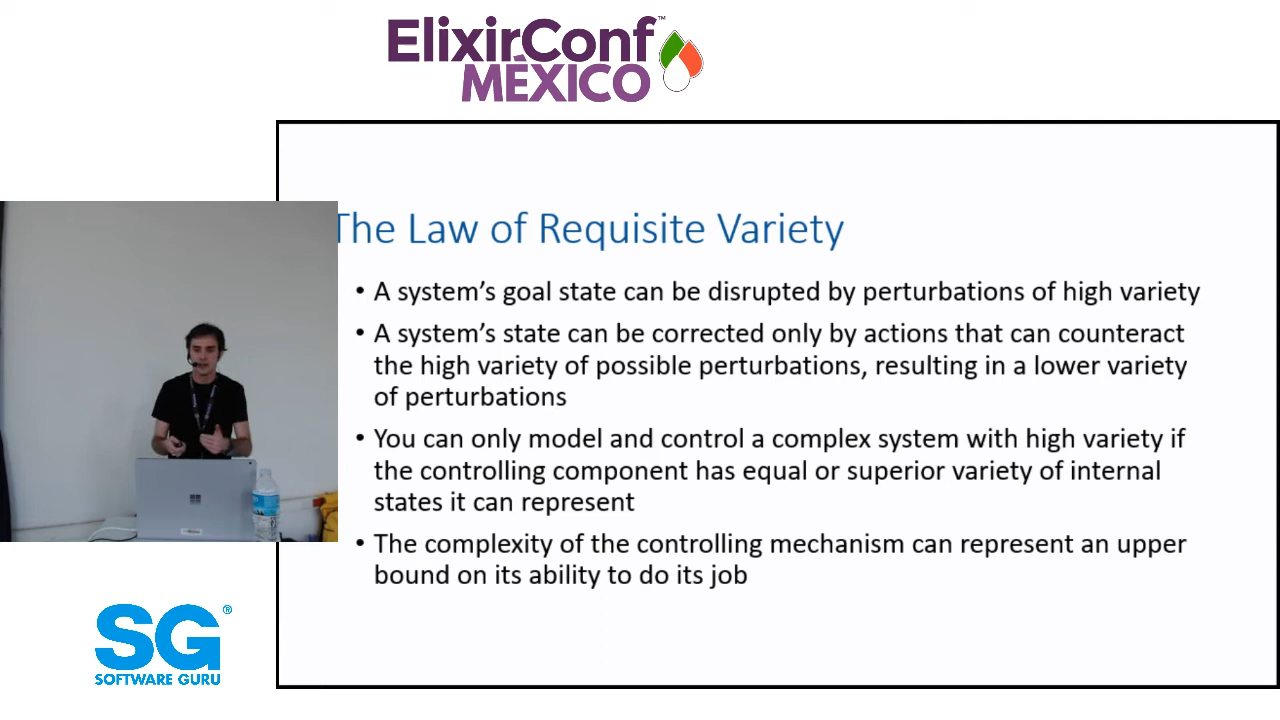 ElixirConf™
MÉXICO
The Law of Requisite Variety
• A system's goal state can be disrupted by perturbations of high variety
• A system's state can be corrected only by actions that can counteract
the high variety of possible perturbations, resulting in a lower variety
of perturbations
• You can only model and control a complex system with high variety if
the controlling component has equal or superior variety of internal
states it can represent
• The complexity of the controlling mechanism can represent an upper
bound on its ability to do its job
SG®
SOFTWARE GURU